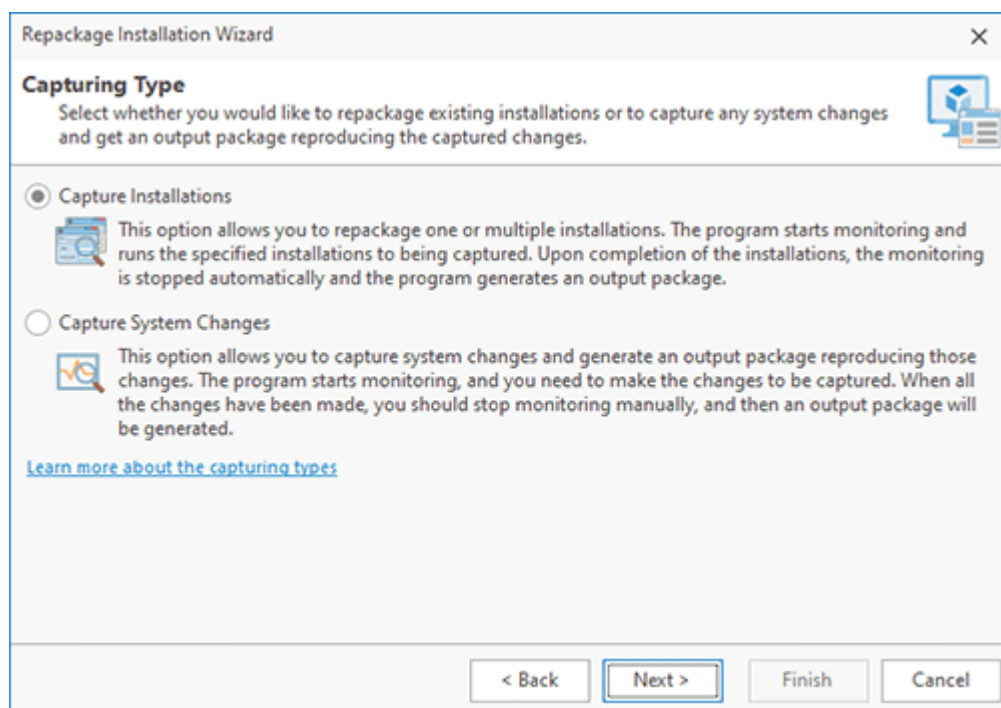 Repackage Installation Wizard
Capturing Type
Select whether you would like to repackage existing installations or to capture any system changes
and get an output package reproducing the captured changes.
Capture Installations
This option allows you to repackage one or multiple installations. The program starts monitoring and
runs the specified installations to being captured. Upon completion of the installations, the monitoring
is stopped automatically and the program generates an output package.
Capture System Changes
This option allows you to capture system changes and generate an output package reproducing those
changes. The program starts monitoring, and you need to make the changes to be captured. When all
the changes have been made, you should stop monitoring manually, and then an output package will
be generated.
Learn more about the capturing types
< Back Next > Finish Cancel